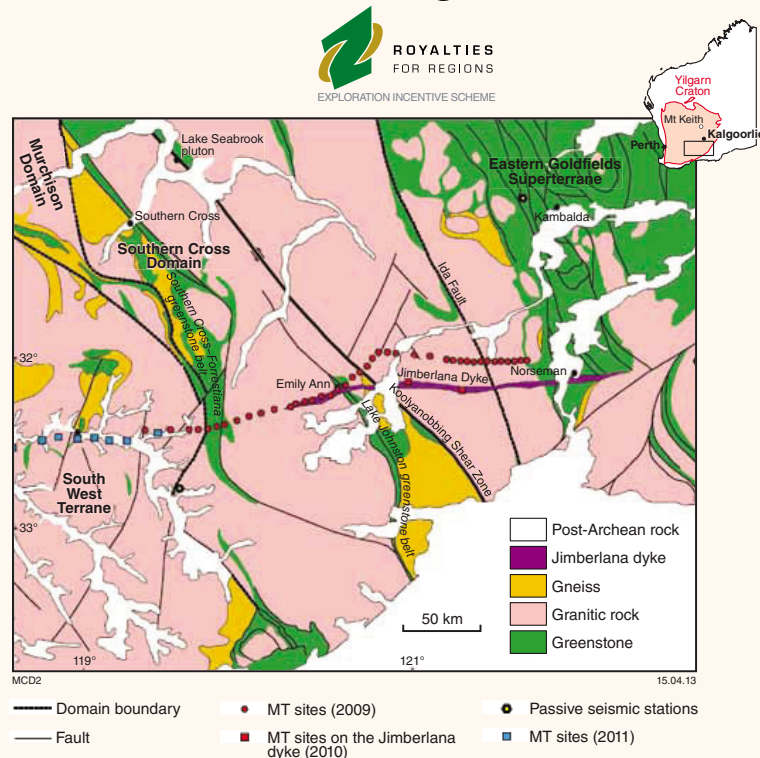 ROYALTIES
FOR REGIONS
EXPLORATION INCENTIVE SCHEME
Yilgarn
Craton
Mt Keith
Kalgoorlie
Perth
Murchison
Domain
Lake Seabrook
pluton
Eastern Goldfields
Superterrane
Southern Cross
Kambalda
Southern Cross
Domain
Ida Fault
Southern Cross–Forrestiana
greenstone belt
32°
Emily Ann
Jimberlana Dyke
Norseman
Koolyanobbing Shear Zone
Lake Johnston greenstone belt
South
West
Terrane
33°
Post-Archean rock
Jimberlana dyke
Gneiss
Granitic rock
Greenstone
50 km
119°
121°
MCD2
15.04.13
Domain boundary
MT sites (2009)
Passive seismic stations
Fault
MT sites on the Jimberlana
dyke (2010)
MT sites (2011)